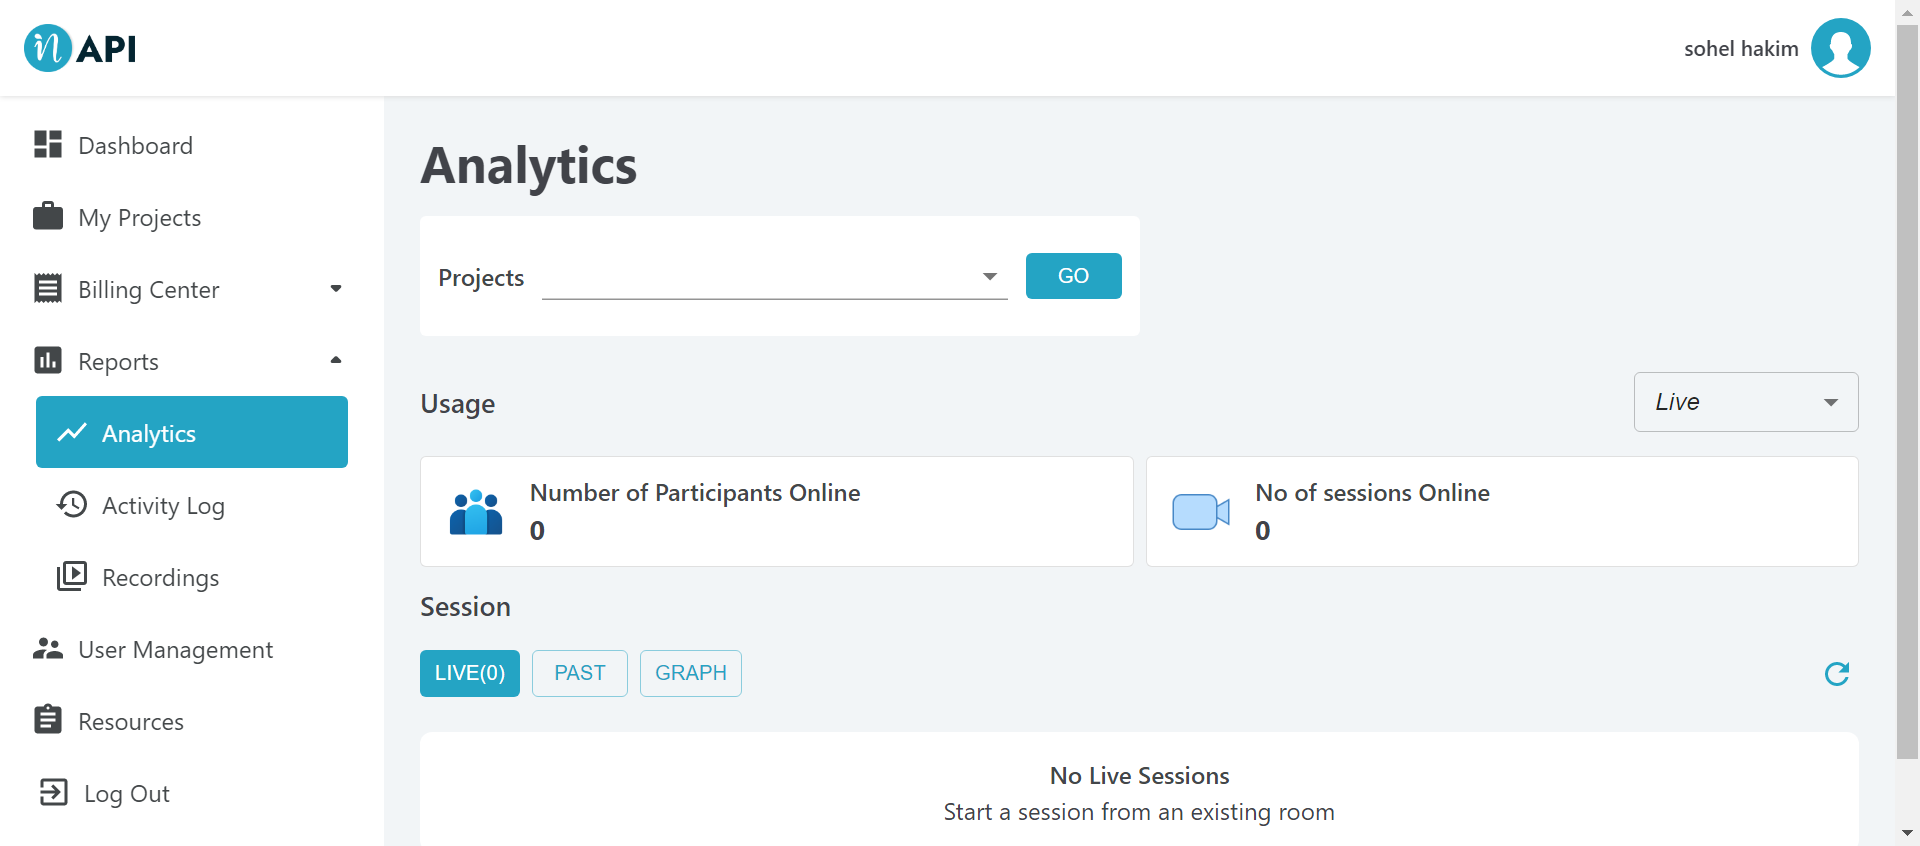 n API
sohel hakim
Dashboard
My Projects
Billing Center
Reports
Analytics
Activity Log
Recordings
User Management
Resources
Log Out
Analytics
Projects
GO
Usage
Live
Number of Participants Online
0
No of sessions Online
0
Session
LIVE(0)
PAST
GRAPH
No Live Sessions
Start a session from an existing room